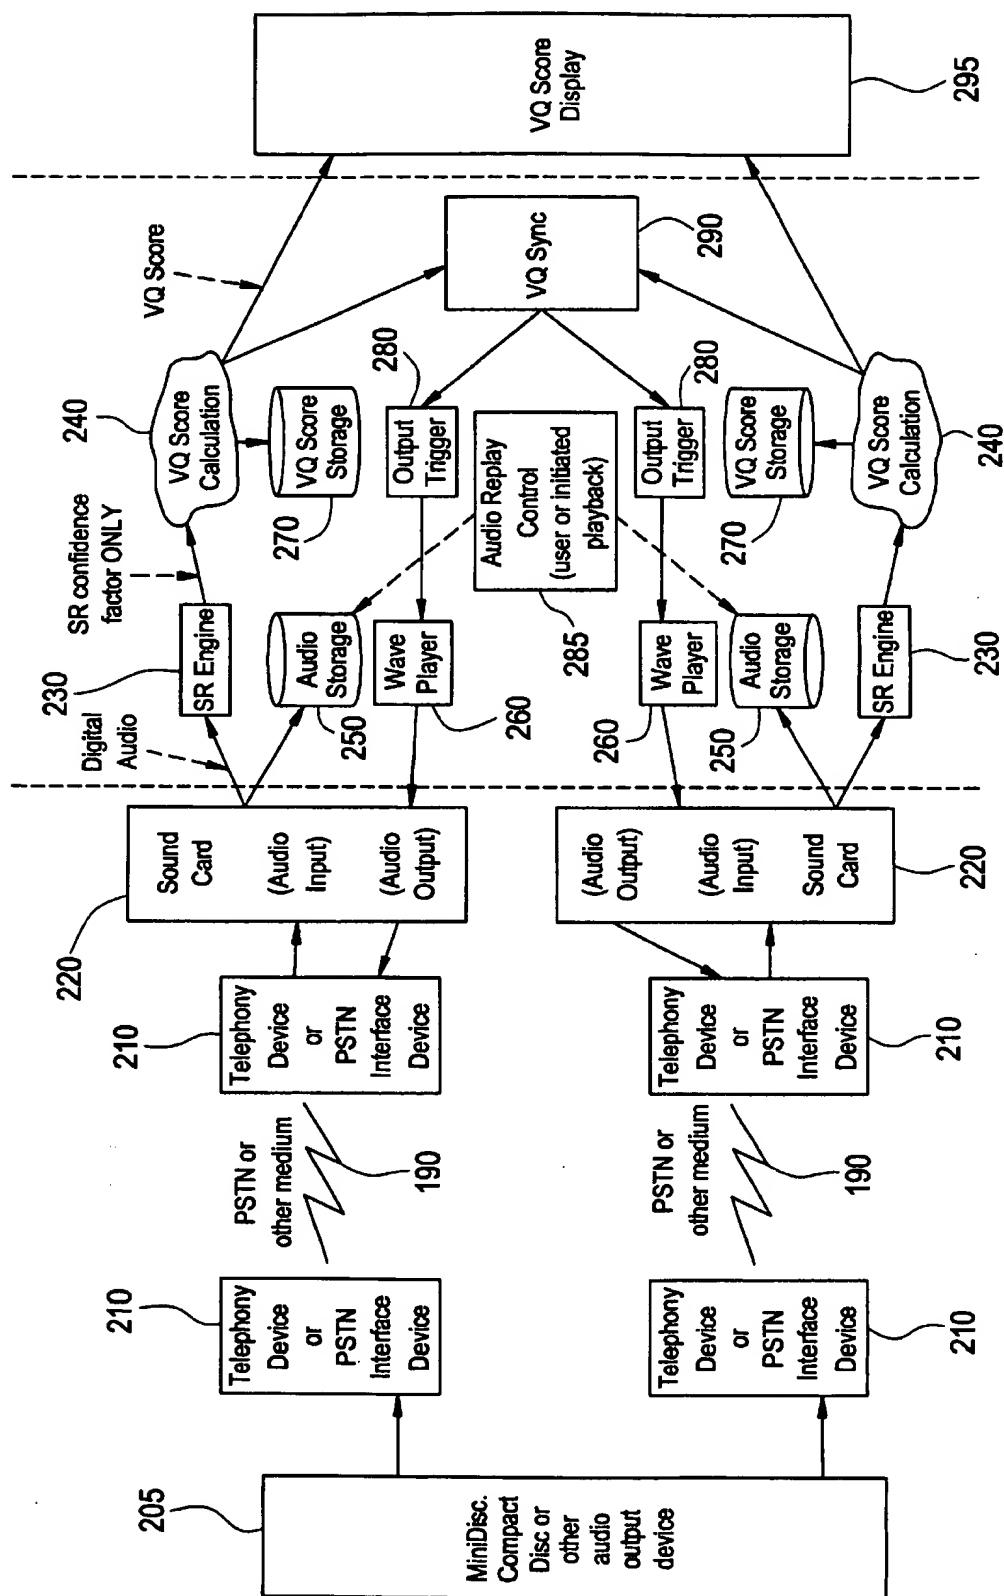 205
MiniDisc.
Compact
Disc or
other
audio
output
device
210
Telephony
Device
or
PSTN
Interface
Device
PSTN or
other medium
190
210
Telephony
Device
or
PSTN
Interface
Device
220
Sound
Card
(Audio
Input)
(Audio
Output)
Digital
Audio
230
SR Engine
SR confidence
factor ONLY
240
VQ Score
Calculation
VQ Score
Audio
Storage
250
VQ Score
Storage
270
Wave
Player
260
Output
Trigger
280
Audio Replay
Control
(user or initiated
playback)
285
VQ Sync
290
VQ Score
Display
295
Telephony
Device
or
PSTN
Interface
Device
210
PSTN or
other medium
190
Telephony
Device
or
PSTN
Interface
Device
210
(Audio
Output)
(Audio
Input)
Sound
Card
220
Wave
Player
260
Output
Trigger
280
Audio
Storage
250
VQ Score
Storage
270
SR Engine
230
VQ Score
Calculation
240